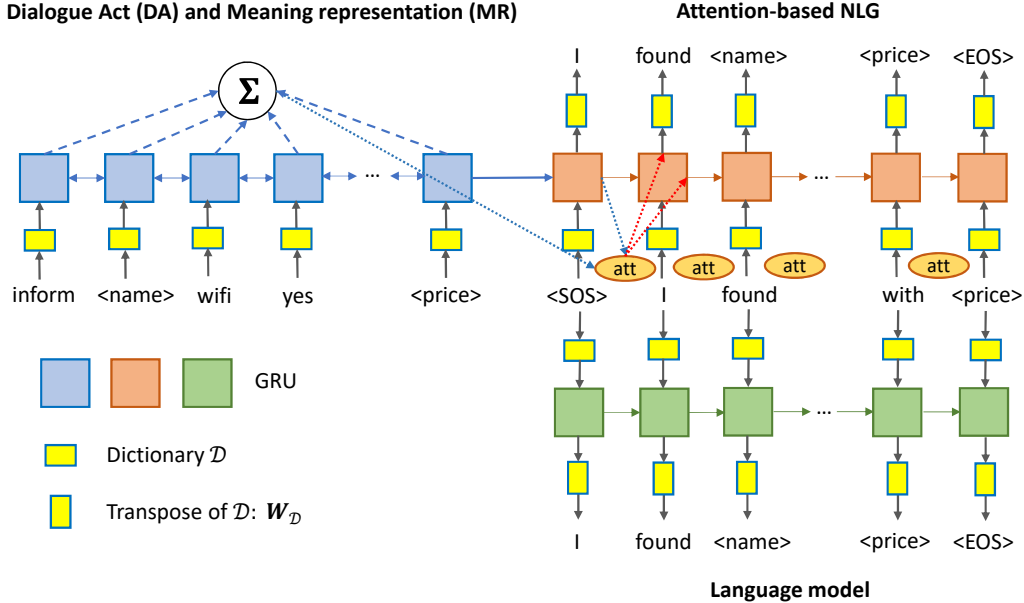 Dialogue Act (DA) and Meaning representation (MR)
Attention-based NLG
I found <name> <price> <EOS>
Σ
... ...
att att att att
inform <name> wifi yes <price>
<SOS> I found with <price>
GRU
...
Dictionary 𝒟
Transpose of 𝒟: W_𝒟
I found <name> <price> <EOS>
Language model